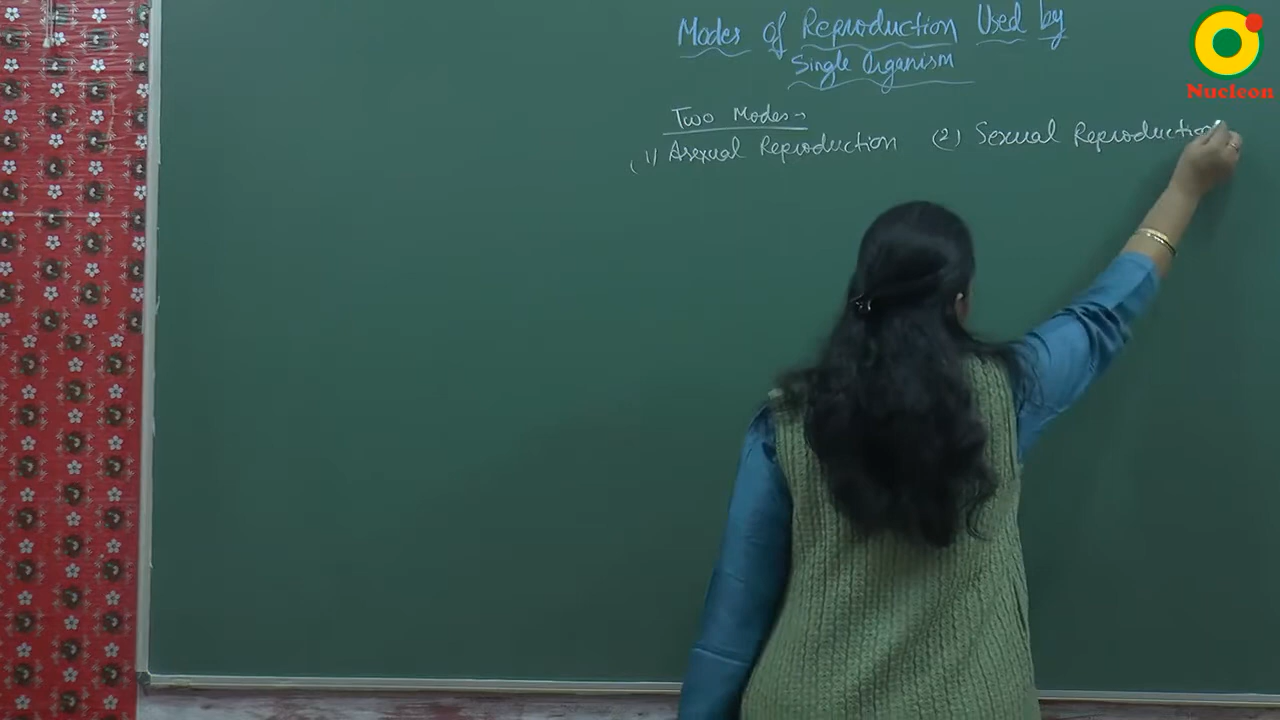 Modes of Reproduction Used by
Single Organism
Two Modes→
(1) Asexual Reproduction (2) Sexual Reproduction
Nucleon